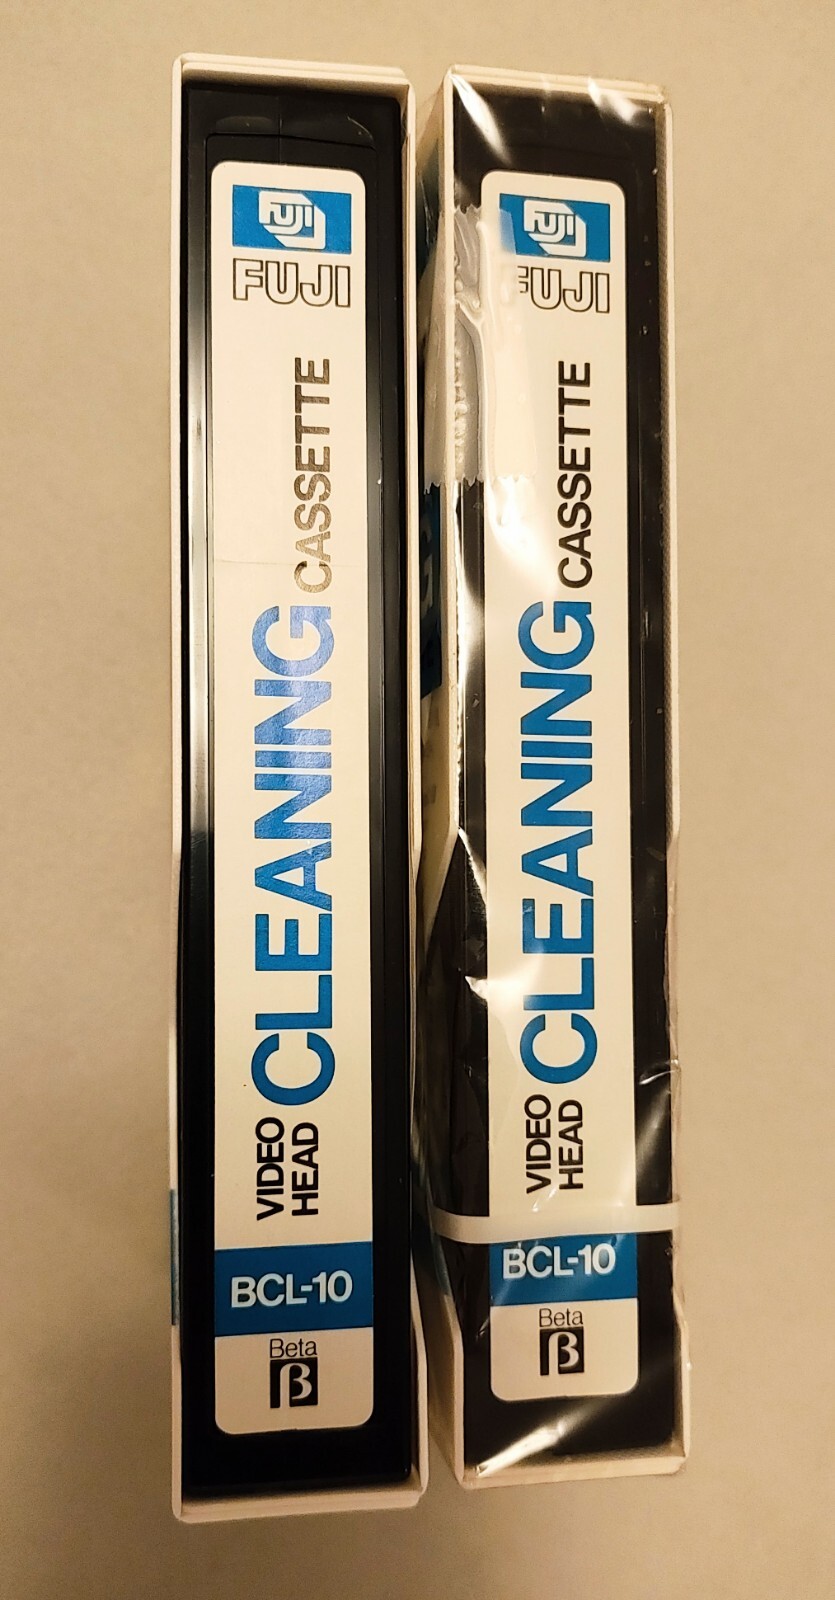 FUJI
FUJI
VIDEO
HEAD
CLEANING
CASSETTE
BCL-10
Beta
β
FUJI
FUJI
VIDEO
HEAD
CLEANING
CASSETTE
BCL-10
Beta
β